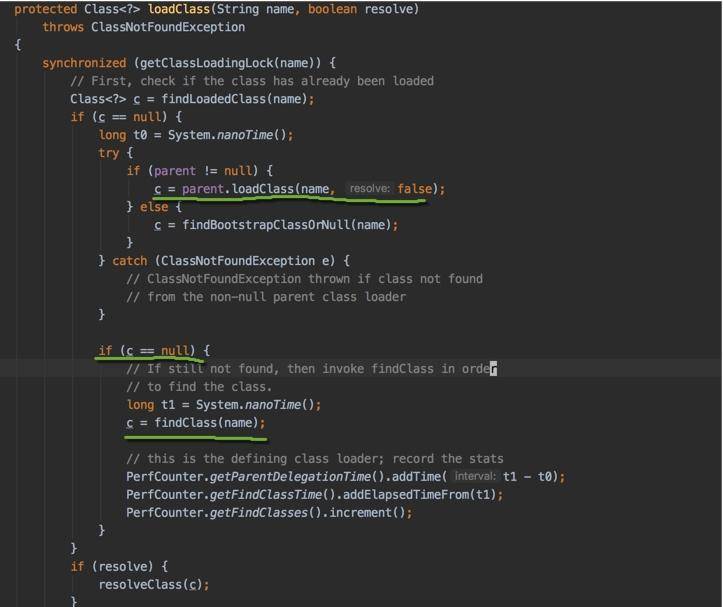 protected Class<?> loadClass(String name, boolean resolve)
    throws ClassNotFoundException
{
    synchronized (getClassLoadingLock(name)) {
        // First, check if the class has already been loaded
        Class<?> c = findLoadedClass(name);
        if (c == null) {
            long t0 = System.nanoTime();
            try {
                if (parent != null) {
                    c = parent.loadClass(name, resolve: false);
                } else {
                    c = findBootstrapClassOrNull(name);
                }
            } catch (ClassNotFoundException e) {
                // ClassNotFoundException thrown if class not found
                // from the non-null parent class loader
            }
            if (c == null) {
                // If still not found, then invoke findClass in order
                // to find the class.
                long t1 = System.nanoTime();
                c = findClass(name);
                // this is the defining class loader; record the stats
                PerfCounter.getParentDelegationTime().addTime( interval: t1 - t0);
                PerfCounter.getFindClassTime().addElapsedTimeFrom(t1);
                PerfCounter.getFindClasses().increment();
            }
        }
        if (resolve) {
            resolveClass(c);
        }